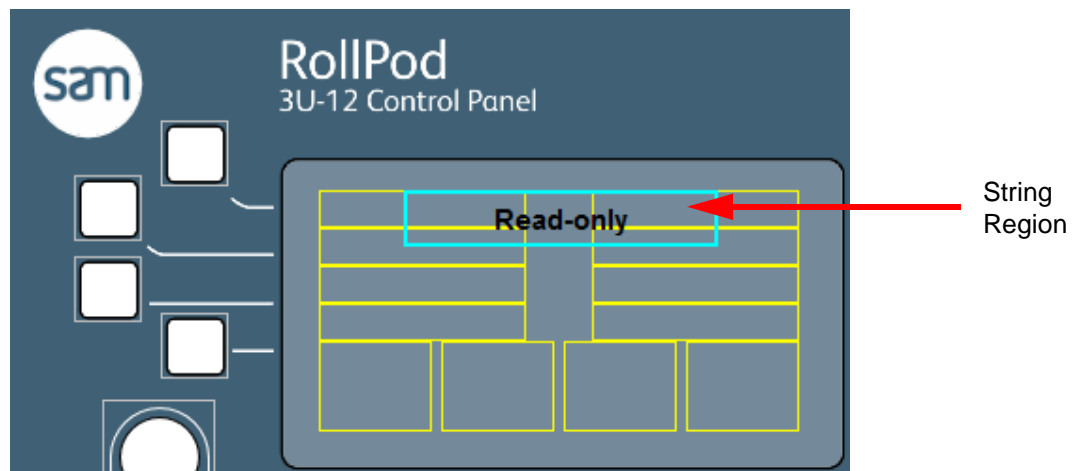 sam
RollPod
3U-12 Control Panel
Read-only
String
Region